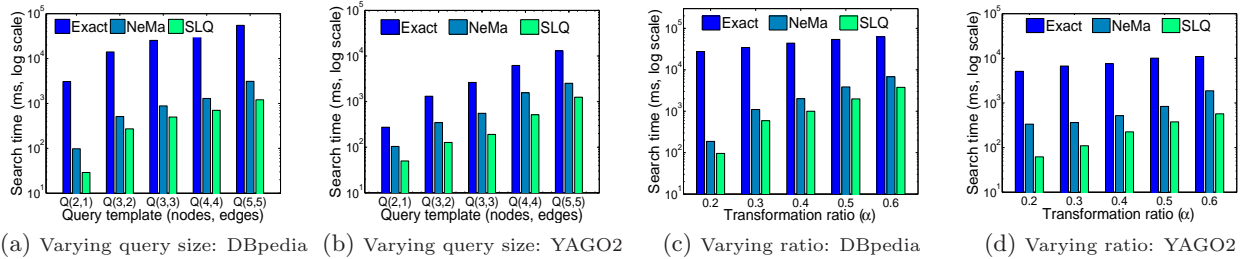 Search time (ms, log scale)
10^5
10^4
10^3
10^2
10^1
Exact NeMa SLQ
Q(2,1) Q(3,2) Q(3,3) Q(4,4) Q(5,5)
Query template (nodes, edges)
(a) Varying query size: DBpedia
Search time (ms, log scale)
10^5
10^4
10^3
10^2
10^1
Exact NeMa SLQ
Q(2,1) Q(3,2) Q(3,3) Q(4,4) Q(5,5)
Query template (nodes, edges)
(b) Varying query size: YAGO2
Search time (ms, log scale)
10^5
10^4
10^3
10^2
10^1
Exact NeMa SLQ
0.2 0.3 0.4 0.5 0.6
Transformation ratio (α)
(c) Varying ratio: DBpedia
Search time (ms, log scale)
10^5
10^4
10^3
10^2
10^1
Exact NeMa SLQ
0.2 0.3 0.4 0.5 0.6
Transformation ratio (α)
(d) Varying ratio: YAGO2